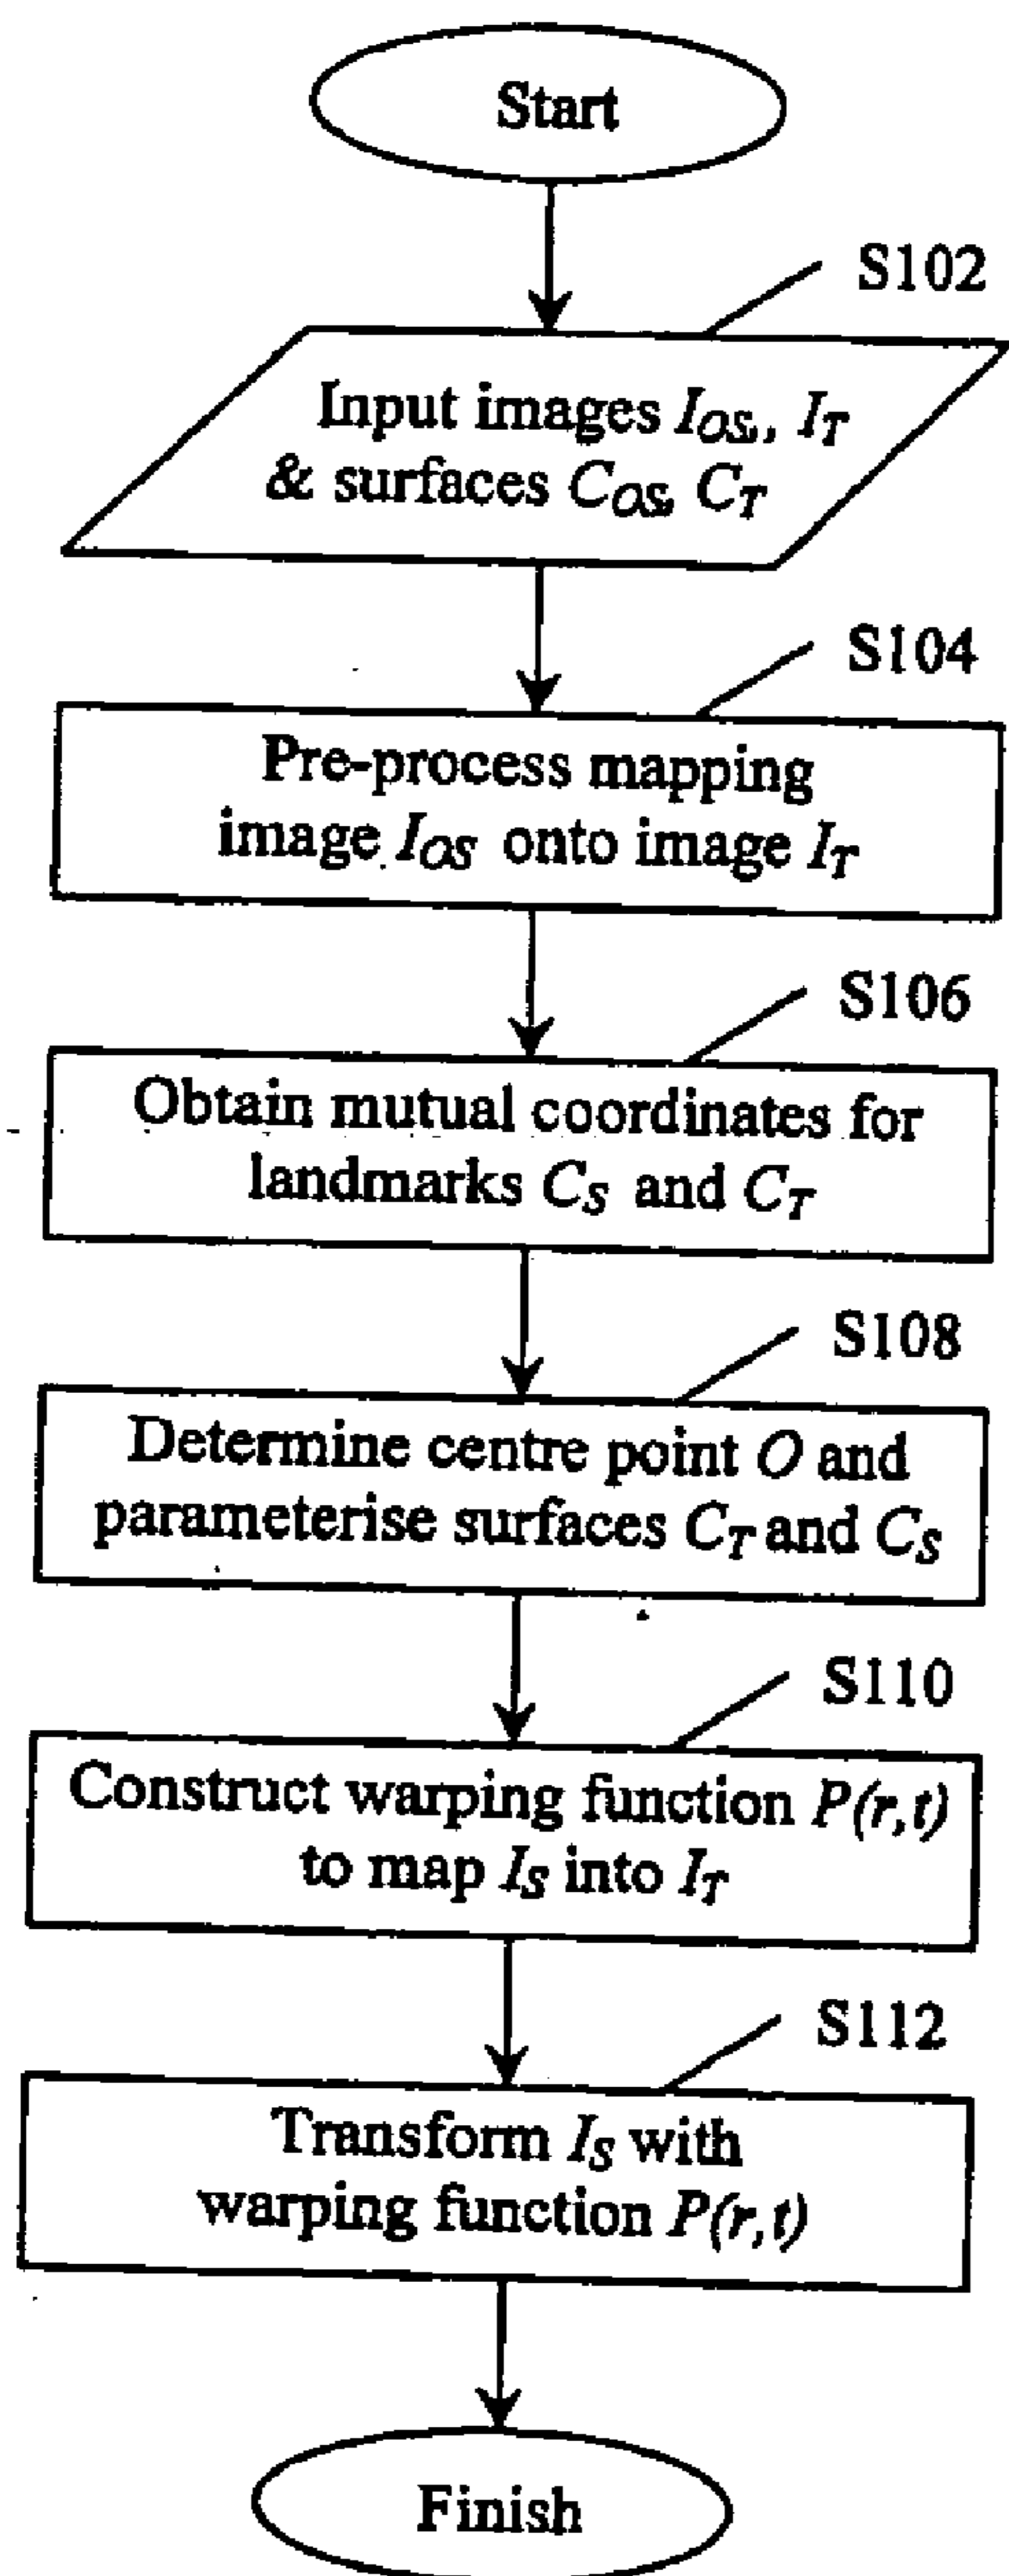 Start
S102
Input images I_OS,, I_T
& surfaces C_OS, C_T
S104
Pre-process mapping
image I_OS onto image I_T
S106
Obtain mutual coordinates for
landmarks C_S and C_T
S108
Determine centre point O and
parameterise surfaces C_T and C_S
S110
Construct warping function P(r,t)
to map I_S into I_T
S112
Transform I_S with
warping function P(r,t)
Finish